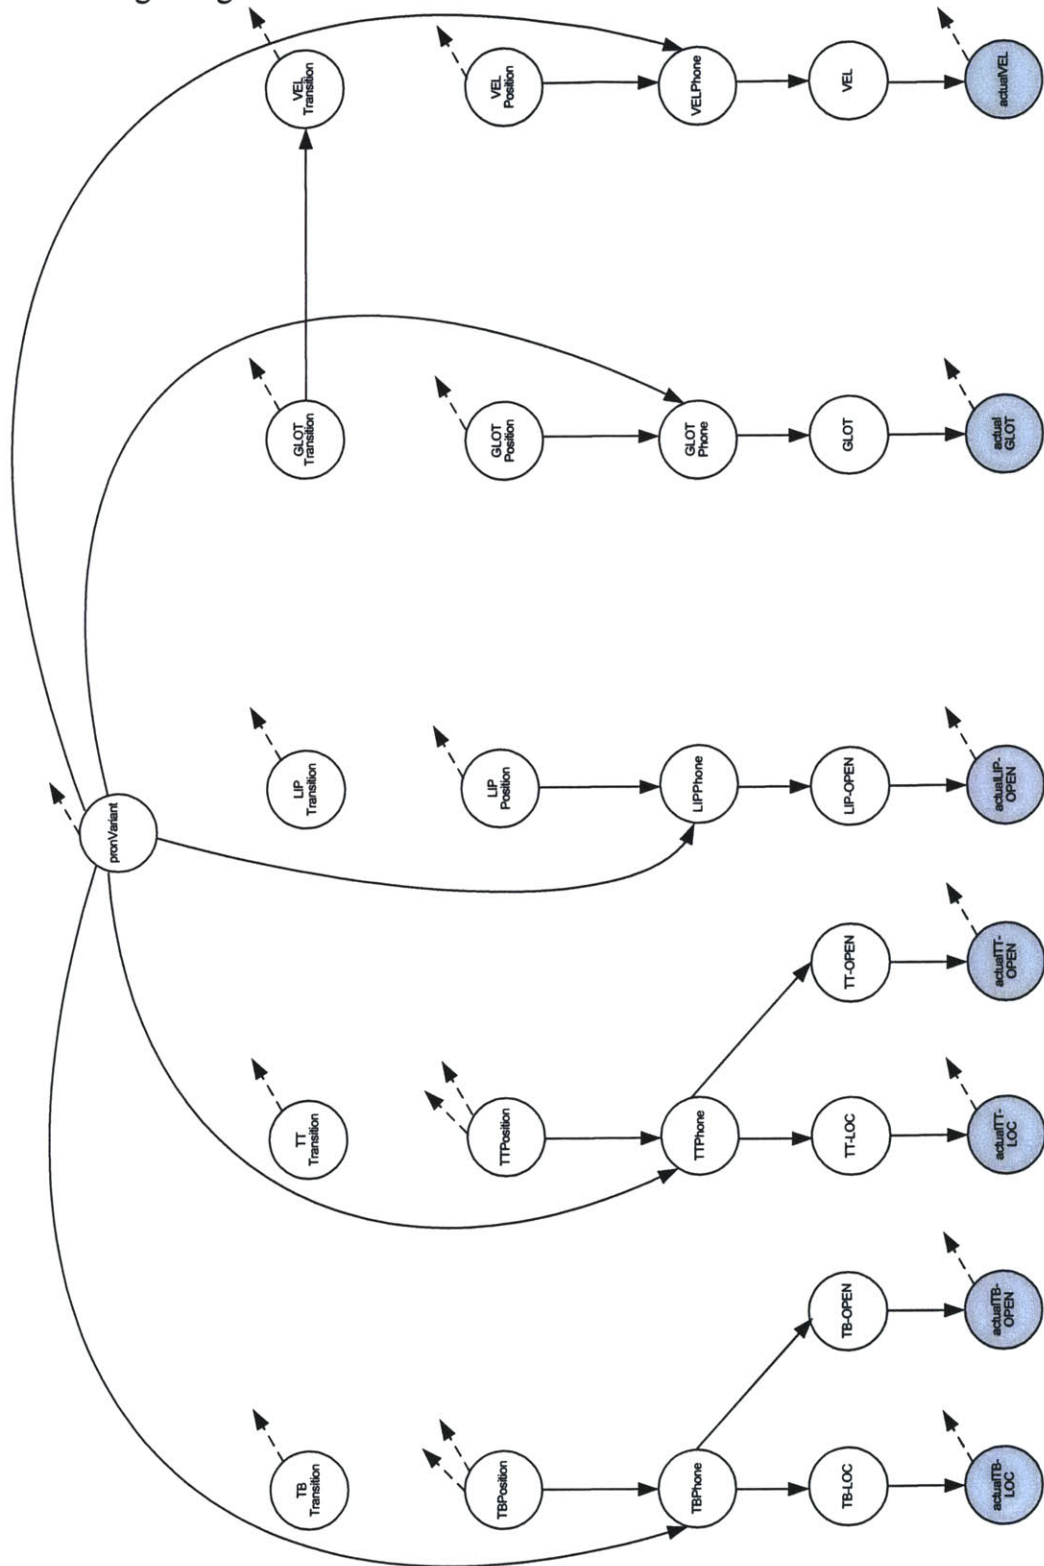 pronVariant
TB
Transition
TT
Transition
LIP
Transition
GLOT
Transition
VEL
Transition
TBPosition
TTPosition
LIP
Position
GLOT
Position
VEL
Position
TBPhone
TTPhone
LIPPhone
GLOT
Phone
VELPhone
TB-LOC
TB-OPEN
TT-LOC
TT-OPEN
LIP-OPEN
GLOT
VEL
actualTB-
LOC
actualTB-
OPEN
actualTT-
LOC
actualTT-
OPEN
actualLIP-
OPEN
actual
GLOT
actualVEL